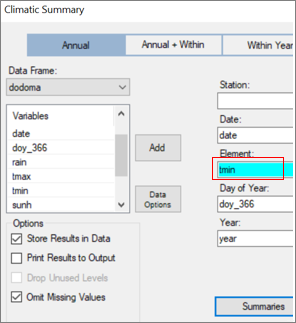 Climatic Summary
Annual
Annual + Within
Within Year
Data Frame:
dodoma
Variables
date
doy_366
rain
tmax
tmin
sunh
Add
Data
Options
Station:
Date:
date
Element:
tmin
Day of Year:
doy_366
Year:
year
Options
Store Results in Data
Print Results to Output
Drop Unused Levels
Omit Missing Values
Summaries